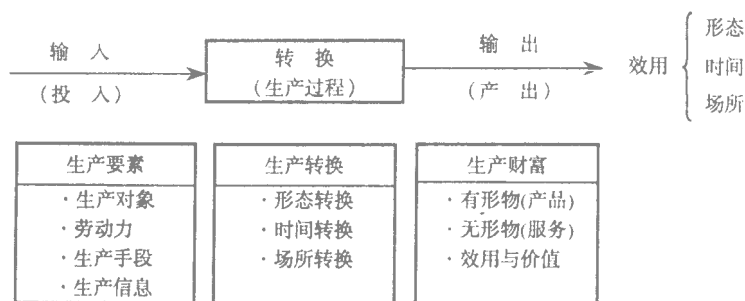 输 入
(投 入)
转 换
(生产过程)
输 出
(产 出)
效用
形态
时间
场所
生产要素
·生产对象
·劳动力
·生产手段
·生产信息
生产转换
·形态转换
·时间转换
·场所转换
生产财富
·有形物(产品)
·无形物(服务)
·效用与价值